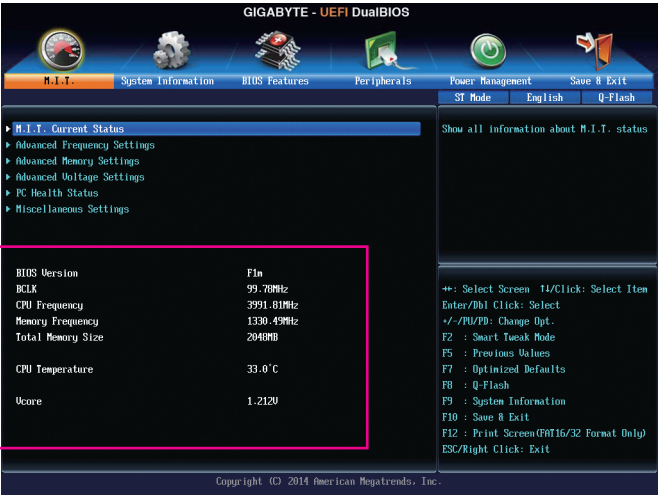 GIGABYTE - UEFI DualBIOS
M.I.T. System Information BIOS Features Peripherals Power Management Save & Exit
ST Mode English Q-Flash
M.I.T. Current Status
Advanced Frequency Settings
Advanced Memory Settings
Advanced Voltage Settings
PC Health Status
Miscellaneous Settings
Show all information about M.I.T. status
BIOS Version F1m
BCLK 99.78MHz
CPU Frequency 3991.81MHz
Memory Frequency 1330.49MHz
Total Memory Size 2048MB
CPU Temperature 33.0°C
Vcore 1.212V
↔: Select Screen ↑↓/Click: Select Item
Enter/Dbl Click: Select
+/-/PU/PD: Change Opt.
F2 : Smart Tweak Mode
F5 : Previous Values
F7 : Optimized Defaults
F8 : Q-Flash
F9 : System Information
F10 : Save & Exit
F12 : Print Screen(FAT16/32 Format Only)
ESC/Right Click: Exit
Copyright (C) 2014 American Megatrends, Inc.